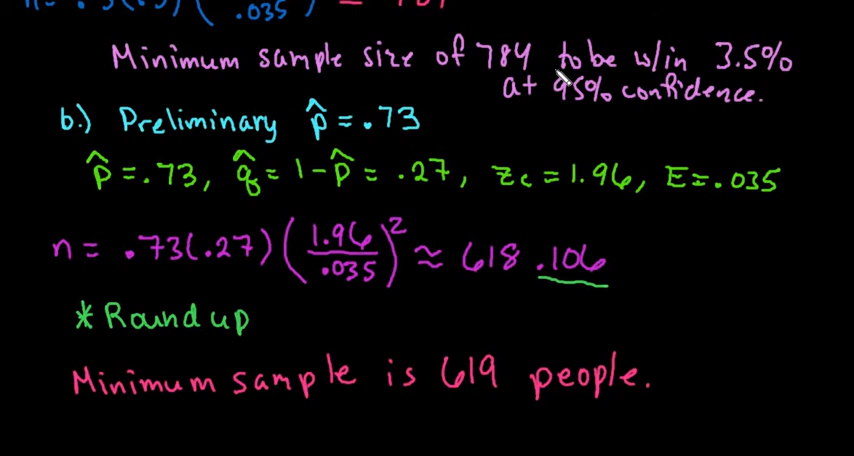 .035
Minimum sample size of 784 to be w/in 3.5%
at 95% confidence.
b.) Preliminary p̂ = .73
p̂ = .73, q̂ = 1 - p̂ = .27, zc = 1.96, E = .035
n = .73(.27)(1.96/.035)² ≈ 618.106
* Round up
Minimum sample is 619 people.